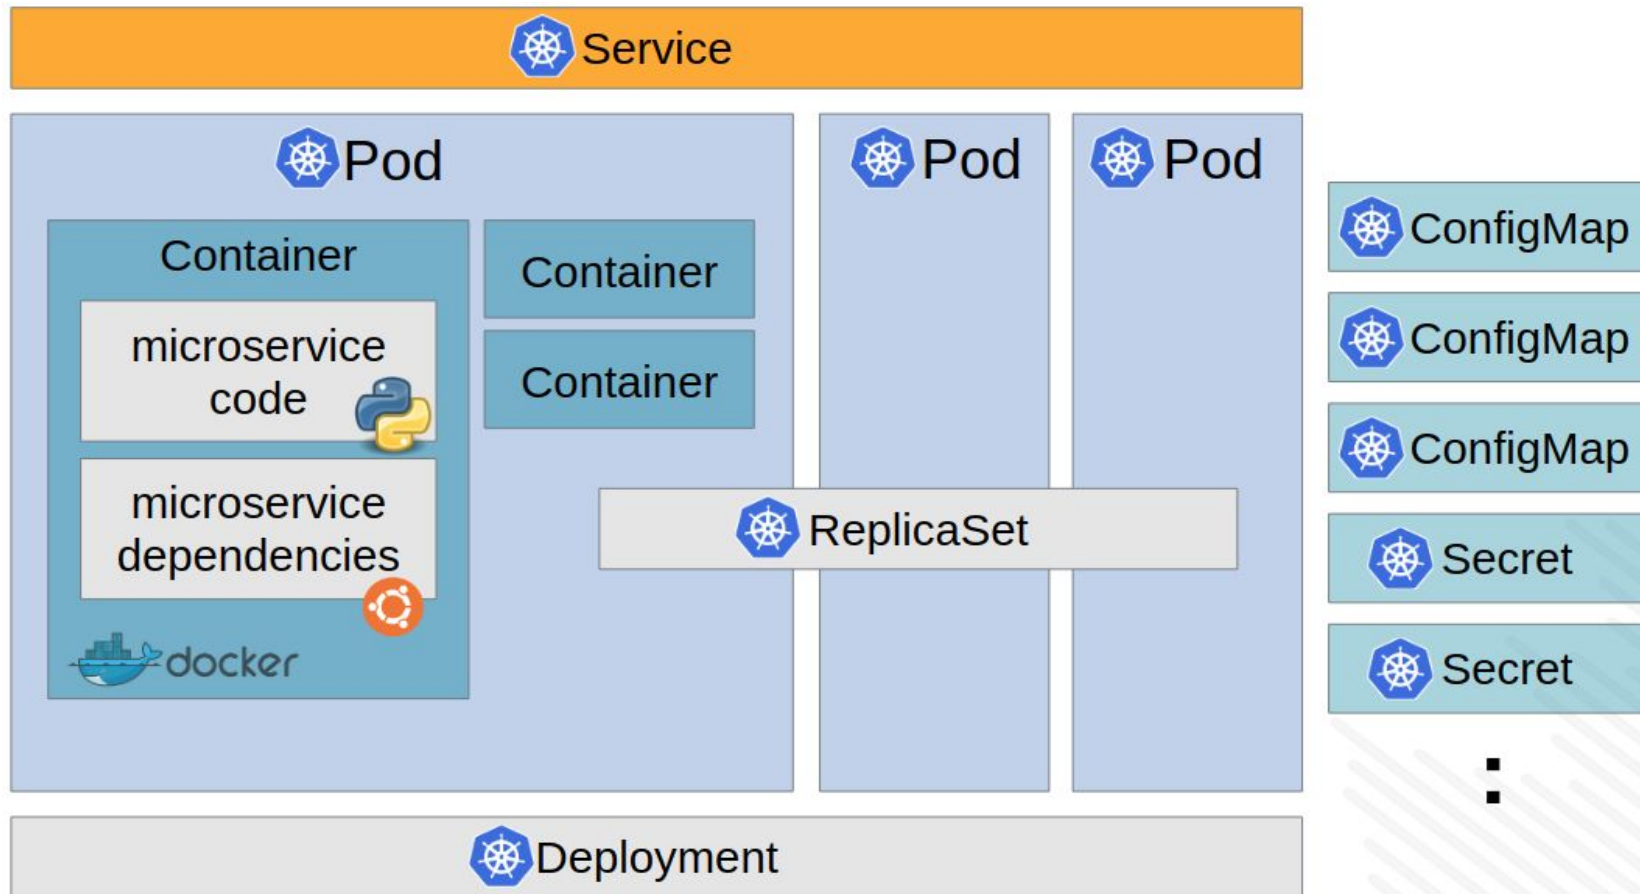 Service
Pod
Pod
Pod
Container
microservice
code
microservice
dependencies
docker
Container
Container
ReplicaSet
Deployment
ConfigMap
ConfigMap
ConfigMap
Secret
Secret
: